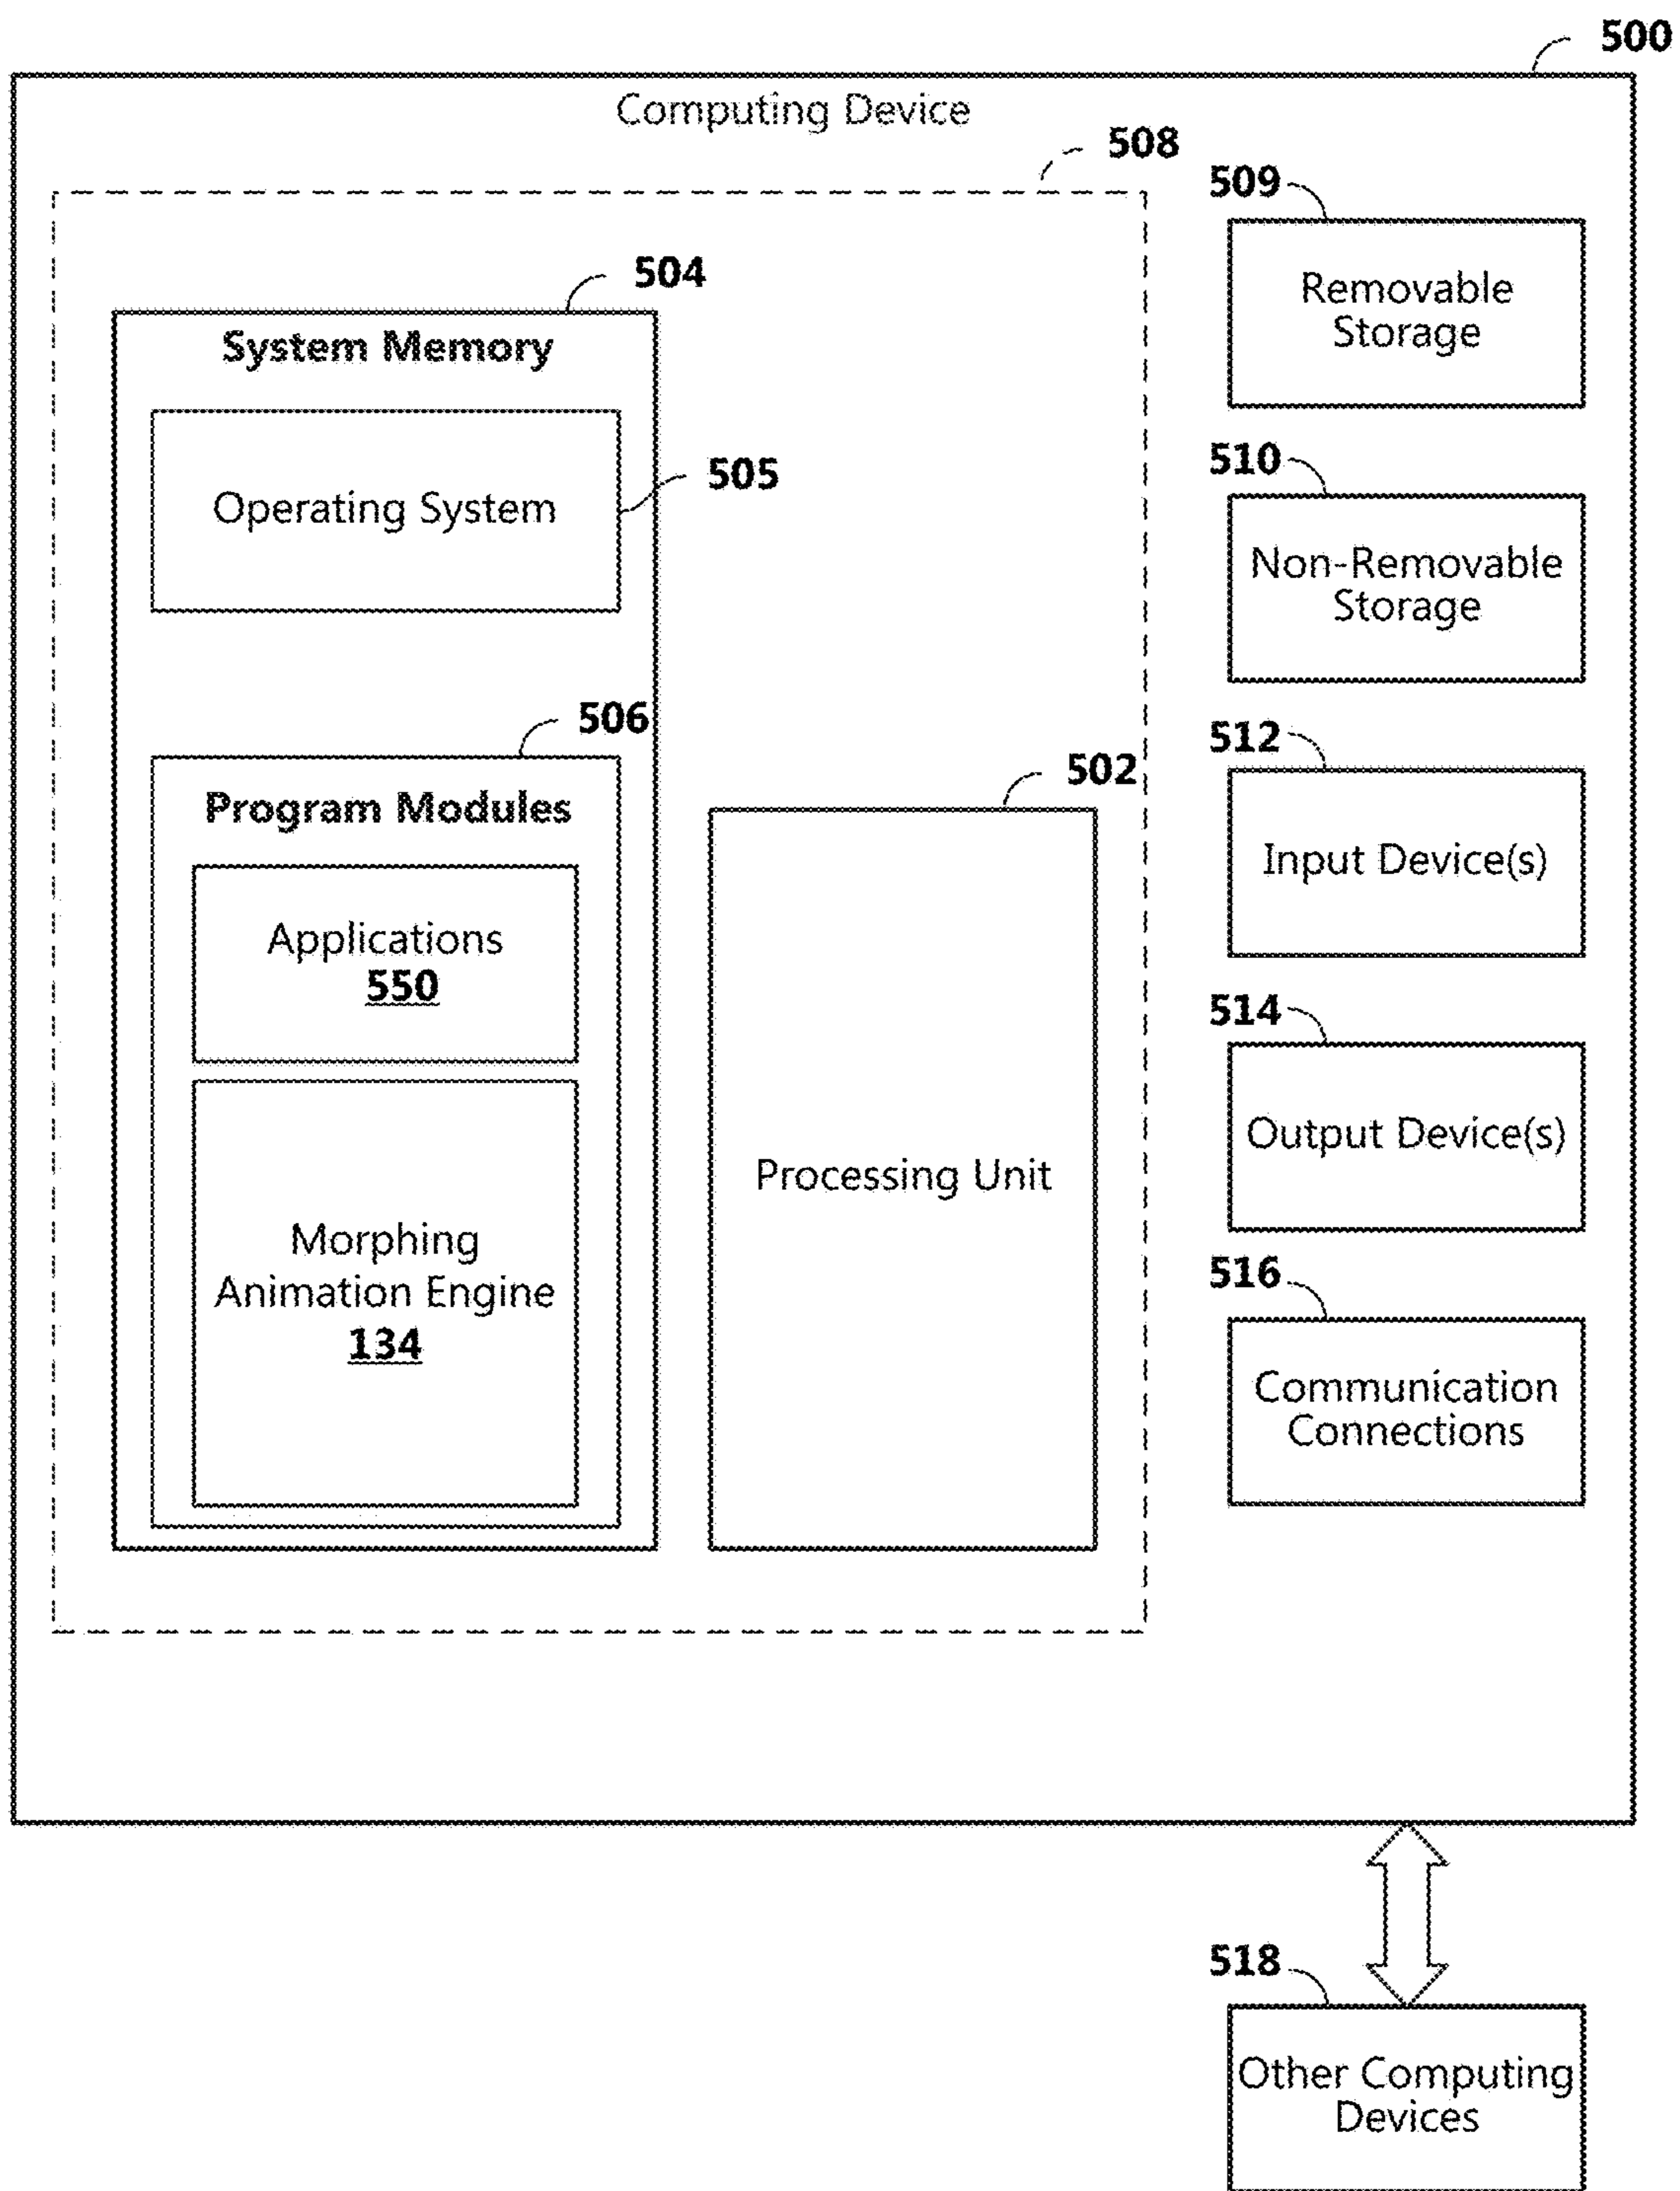 500
Computing Device
508
509
Removable
Storage
504
System Memory
Operating System
505
510
Non-Removable
Storage
506
Program Modules
Applications
550
Morphing
Animation Engine
134
502
Processing Unit
512
Input Device(s)
514
Output Device(s)
516
Communication
Connections
518
Other Computing
Devices